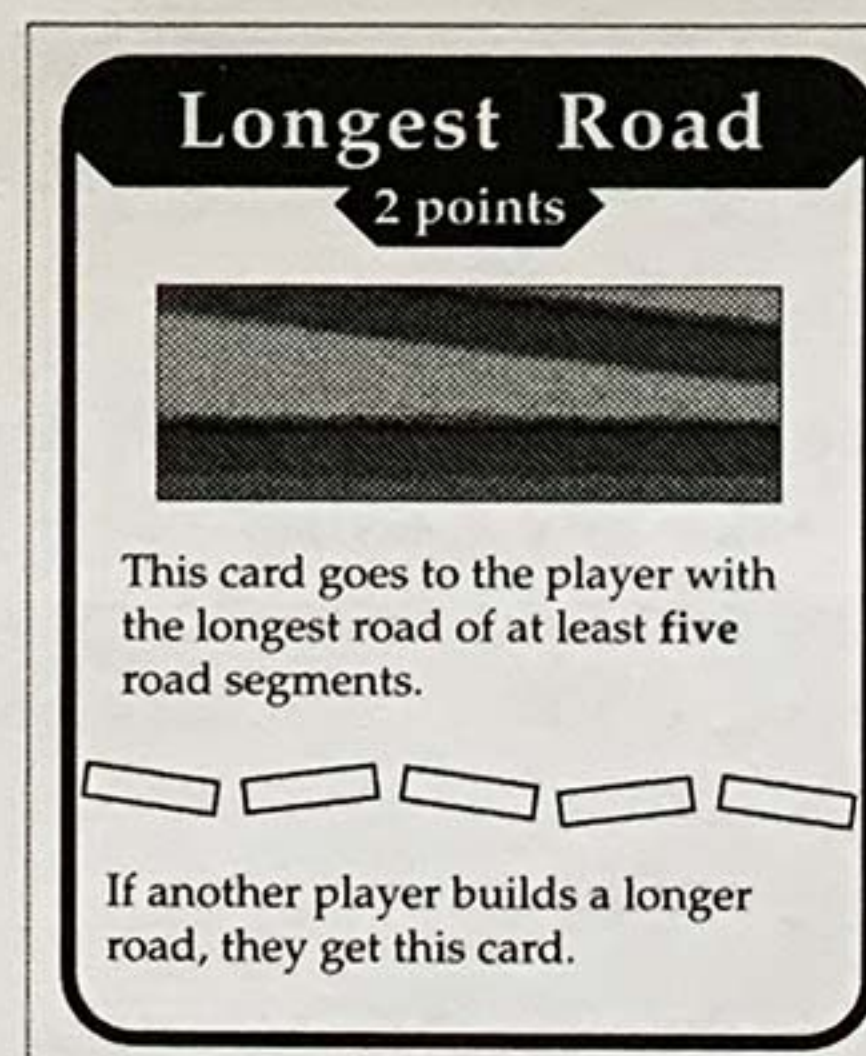 Longest Road
2 points
This card goes to the player with
the longest road of at least five
road segments.
If another player builds a longer
road, they get this card.